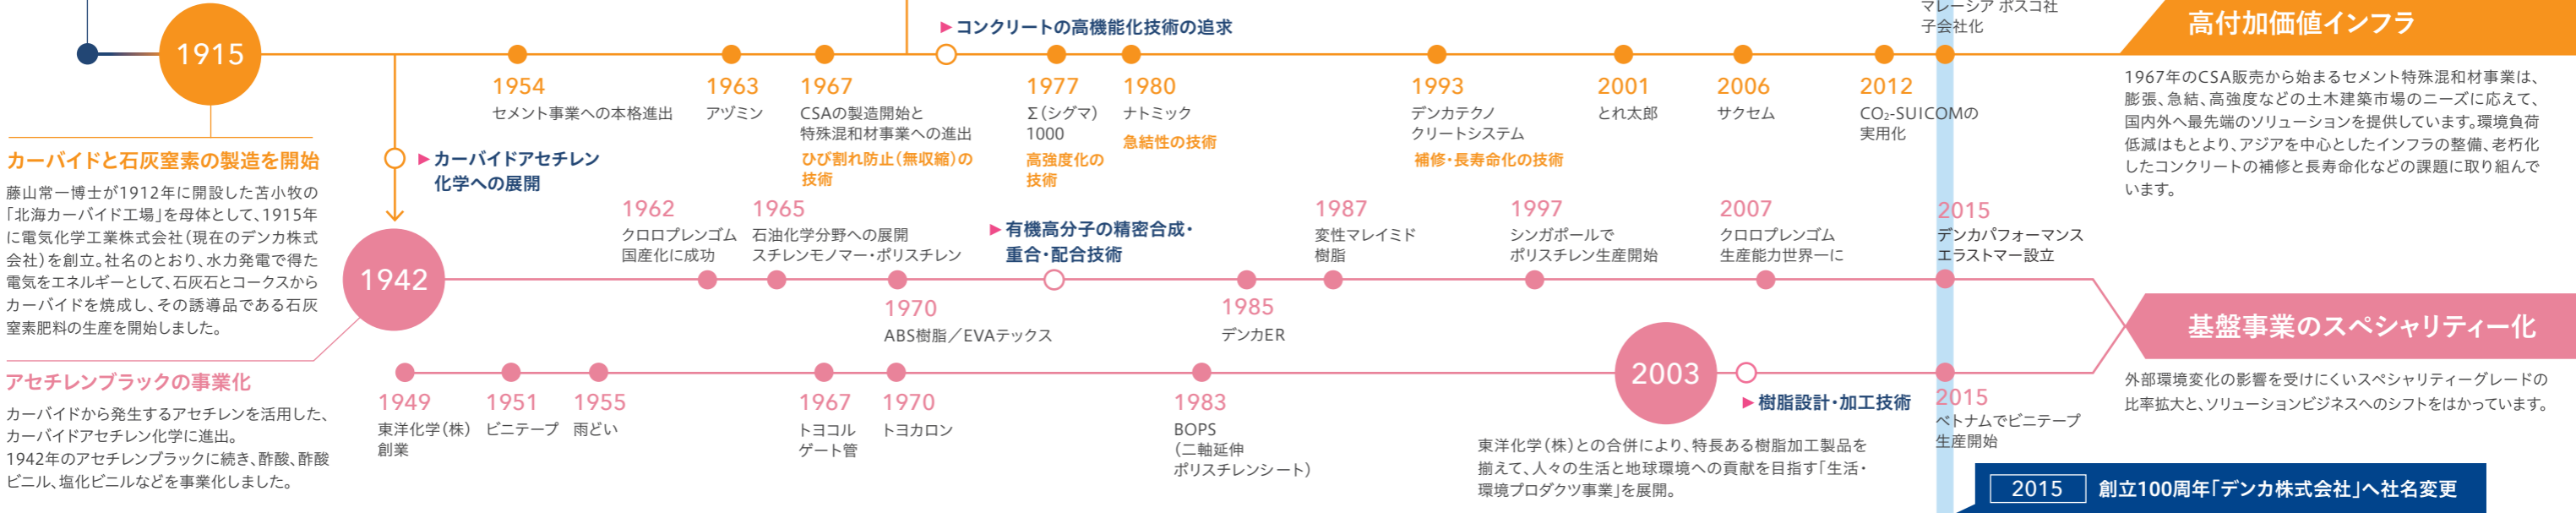 マレーシア ボスコ社
子会社化
▶コンクリートの高機能化技術の追求
高付加価値インフラ
1915
1954
セメント事業への本格進出
1963
アヅミン
1967
CSAの製造開始と
特殊混和材事業への進出
ひび割れ防止(無収縮)の
技術
1977
Σ(シグマ)
1000
高強度化の
技術
1980
ナトミック
急結性の技術
1993
デンカテクノ
クリートシステム
補修・長寿命化の技術
2001
とれ太郎
2006
サクセム
2012
CO₂-SUICOMの
実用化
1967年のCSA販売から始まるセメント特殊混和材事業は、
膨張、急結、高強度などの土木建築市場のニーズに応えて、
国内外へ最先端のソリューションを提供しています。環境負荷
低減はもとより、アジアを中心としたインフラの整備、老朽化
したコンクリートの補修と長寿命化などの課題に取り組んで
います。
カーバイドと石灰窒素の製造を開始
藤山常一博士が1912年に開設した苫小牧の
「北海カーバイド工場」を母体として、1915年
に電気化学工業株式会社(現在のデンカ株式
会社)を創立。社名のとおり、水力発電で得た
電気をエネルギーとして、石灰石とコークスから
カーバイドを焼成し、その誘導品である石灰
窒素肥料の生産を開始しました。
▶カーバイドアセチレン
化学への展開
1942
1962
クロロプレンゴム
国産化に成功
1965
石油化学分野への展開
スチレンモノマー・ポリスチレン
▶有機高分子の精密合成・
重合・配合技術
1987
変性マレイミド
樹脂
1997
シンガポールで
ポリスチレン生産開始
2007
クロロプレンゴム
生産能力世界一に
2015
デンカパフォーマンス
エラストマー設立
1970
ABS樹脂/EVAテックス
1985
デンカER
基盤事業のスペシャリティー化
外部環境変化の影響を受けにくいスペシャリティーグレードの
比率拡大と、ソリューションビジネスへのシフトをはかっています。
アセチレンブラックの事業化
カーバイドから発生するアセチレンを活用した、
カーバイドアセチレン化学に進出。
1942年のアセチレンブラックに続き、酢酸、酢酸
ビニル、塩化ビニルなどを事業化しました。
1949
東洋化学(株)
創業
1951
ビニテープ
1955
雨どい
1967
トヨコル
ゲート管
1970
トヨカロン
1983
BOPS
(二軸延伸
ポリスチレンシート)
2003
▶樹脂設計・加工技術
東洋化学(株)との合併により、特長ある樹脂加工製品を
揃えて、人々の生活と地球環境への貢献を目指す「生活・
環境プロダクツ事業」を展開。
2015
ベトナムでビニテープ
生産開始
2015 創立100周年「デンカ株式会社」へ社名変更